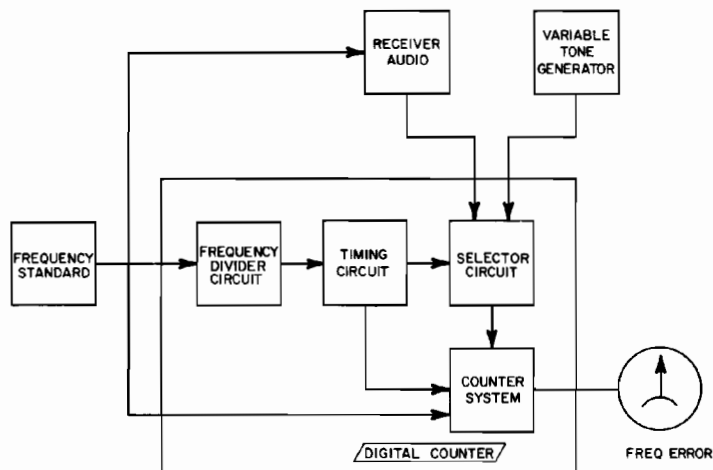 RECEIVER
AUDIO
VARIABLE
TONE
GENERATOR
FREQUENCY
STANDARD
FREQUENCY
DIVIDER
CIRCUIT
TIMING
CIRCUIT
SELECTOR
CIRCUIT
COUNTER
SYSTEM
DIGITAL COUNTER
FREQ ERROR